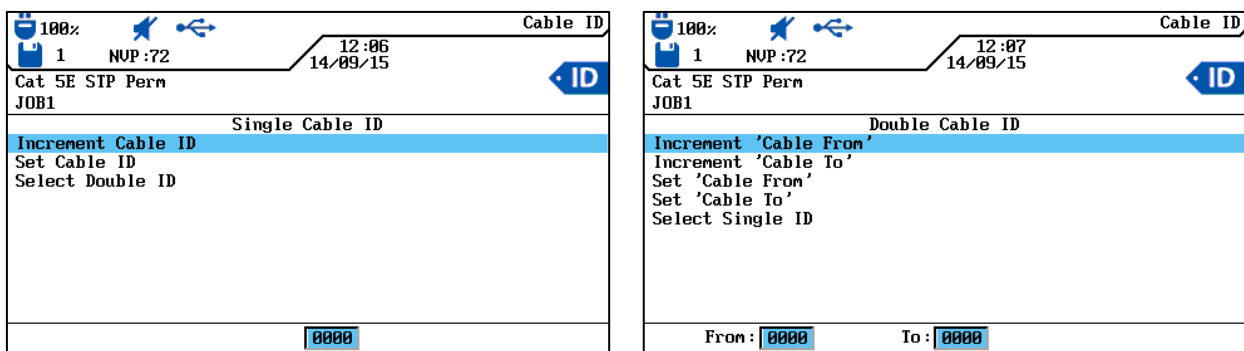 100% Cable ID
1 NVP:72 12:06
14/09/15
Cat 5E STP Perm ID
JOB1
Single Cable ID
Increment Cable ID
Set Cable ID
Select Double ID
0000
100% Cable ID
1 NVP:72 12:07
14/09/15
Cat 5E STP Perm ID
JOB1
Double Cable ID
Increment 'Cable From'
Increment 'Cable To'
Set 'Cable From'
Set 'Cable To'
Select Single ID
From: 0000 To: 0000